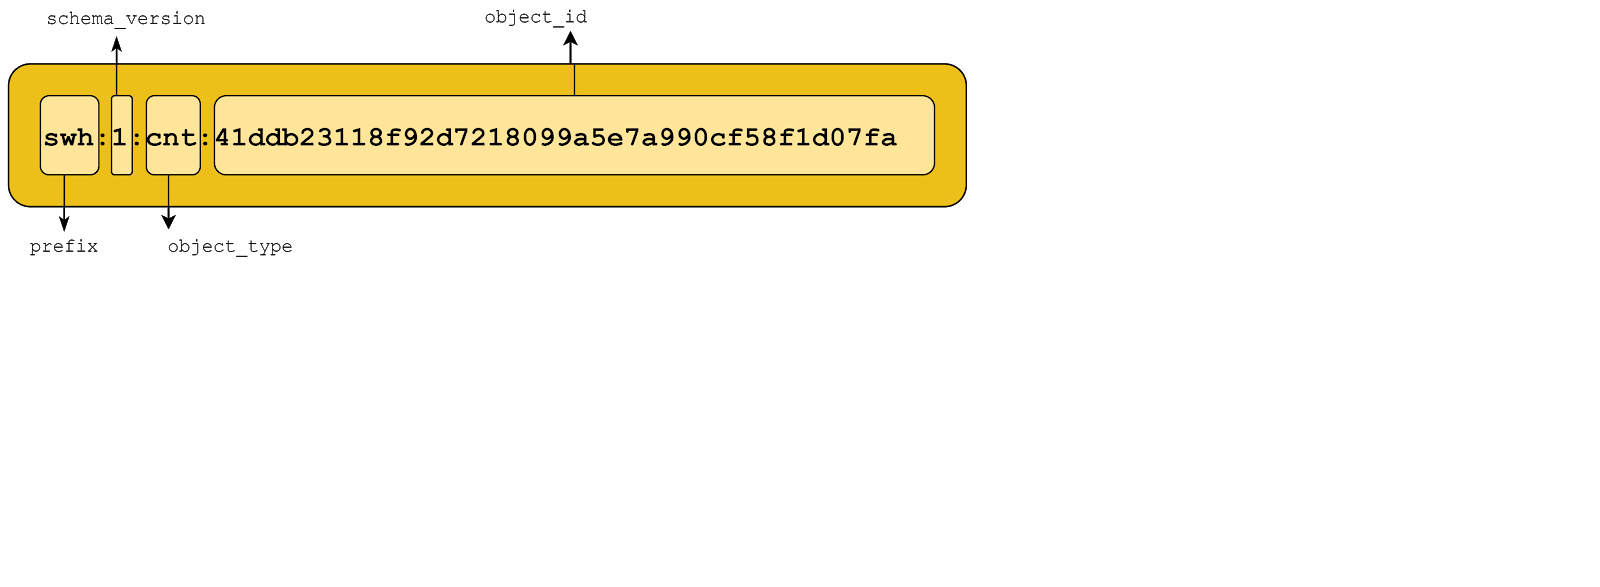 schema_version
object_id
swh:1:cnt:41ddb23118f92d7218099a5e7a990cf58f1d07fa
prefix
object_type